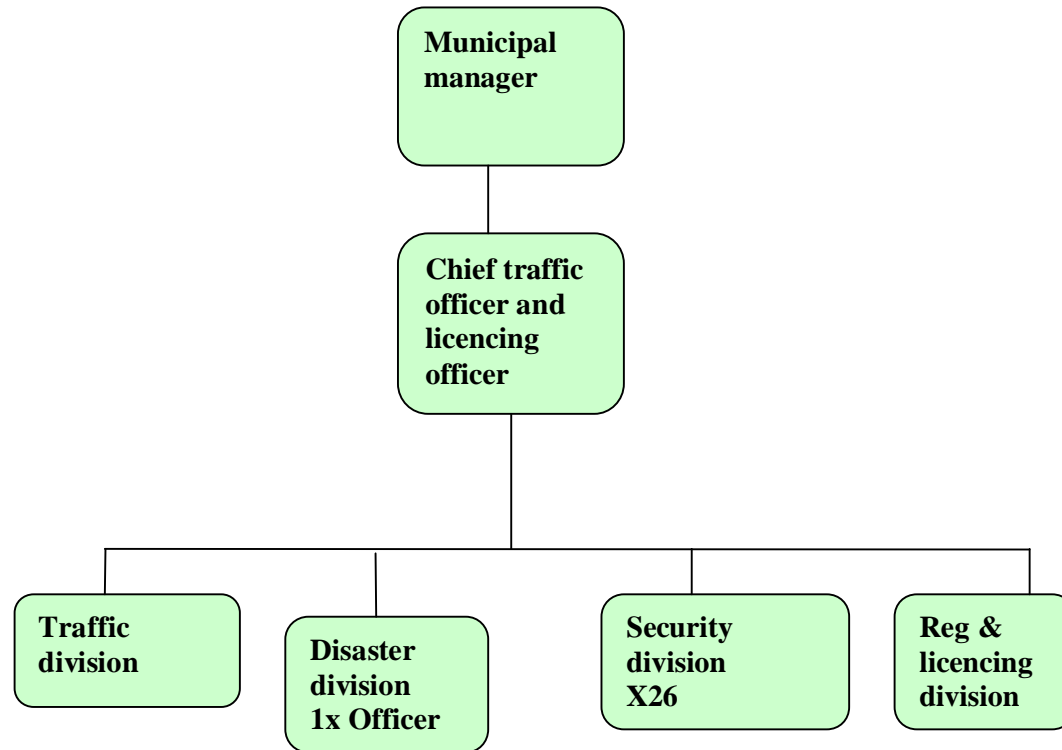 Municipal
manager
Chief traffic
officer and
licencing
officer
Traffic
division
Disaster
division
1x Officer
Security
division
X26
Reg &
licencing
division